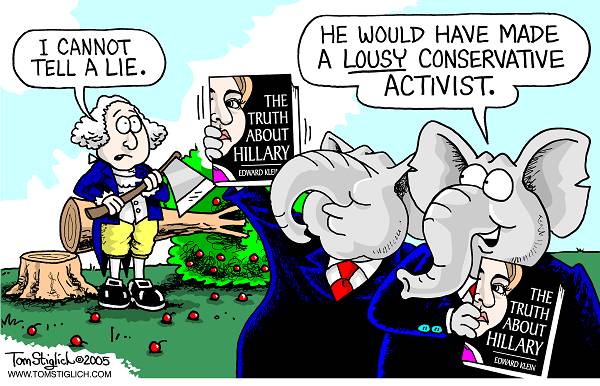 I CANNOT
TELL A LIE.
HE WOULD HAVE MADE
A LOUSY CONSERVATIVE
ACTIVIST.
THE
TRUTH
ABOUT
HILLARY
EDWARD KLEIN
THE
TRUTH
ABOUT
HILLARY
EDWARD KLEIN
Tom Stiglich ©2005
WWW.TOMSTIGLICH.COM